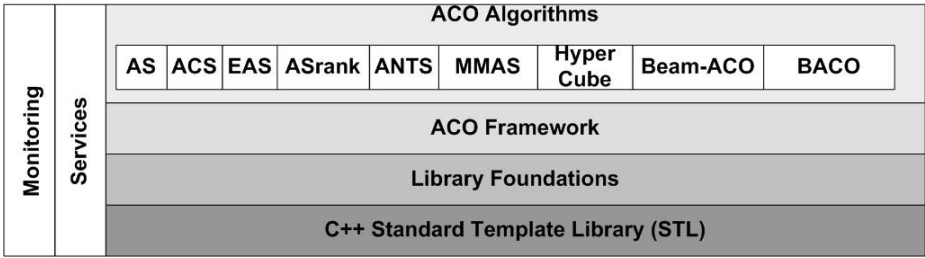 Monitoring
Services
ACO Algorithms
AS
ACS
EAS
ASrank
ANTS
MMAS
Hyper
Cube
Beam-ACO
BACO
ACO Framework
Library Foundations
C++ Standard Template Library (STL)